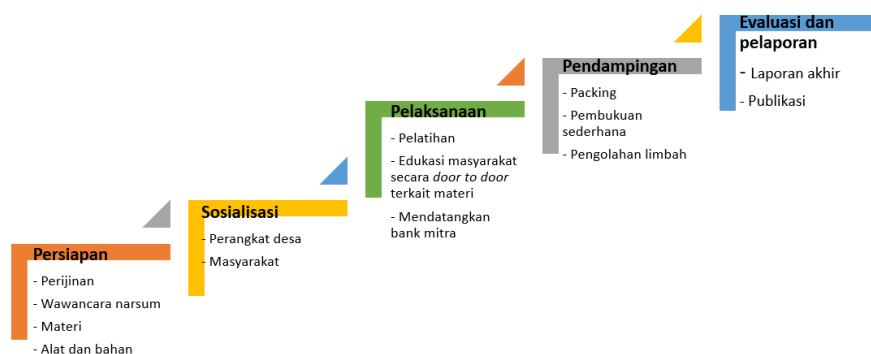 Persiapan
- Perijinan
- Wawancara narsum
- Materi
- Alat dan bahan
Sosialisasi
- Perangkat desa
- Masyarakat
Pelaksanaan
- Pelatihan
- Edukasi masyarakat
secara door to door
terkait materi
- Mendatangkan
bank mitra
Pendampingan
- Packing
- Pembukuan
sederhana
- Pengolahan limbah
Evaluasi dan
pelaporan
- Laporan akhir
- Publikasi